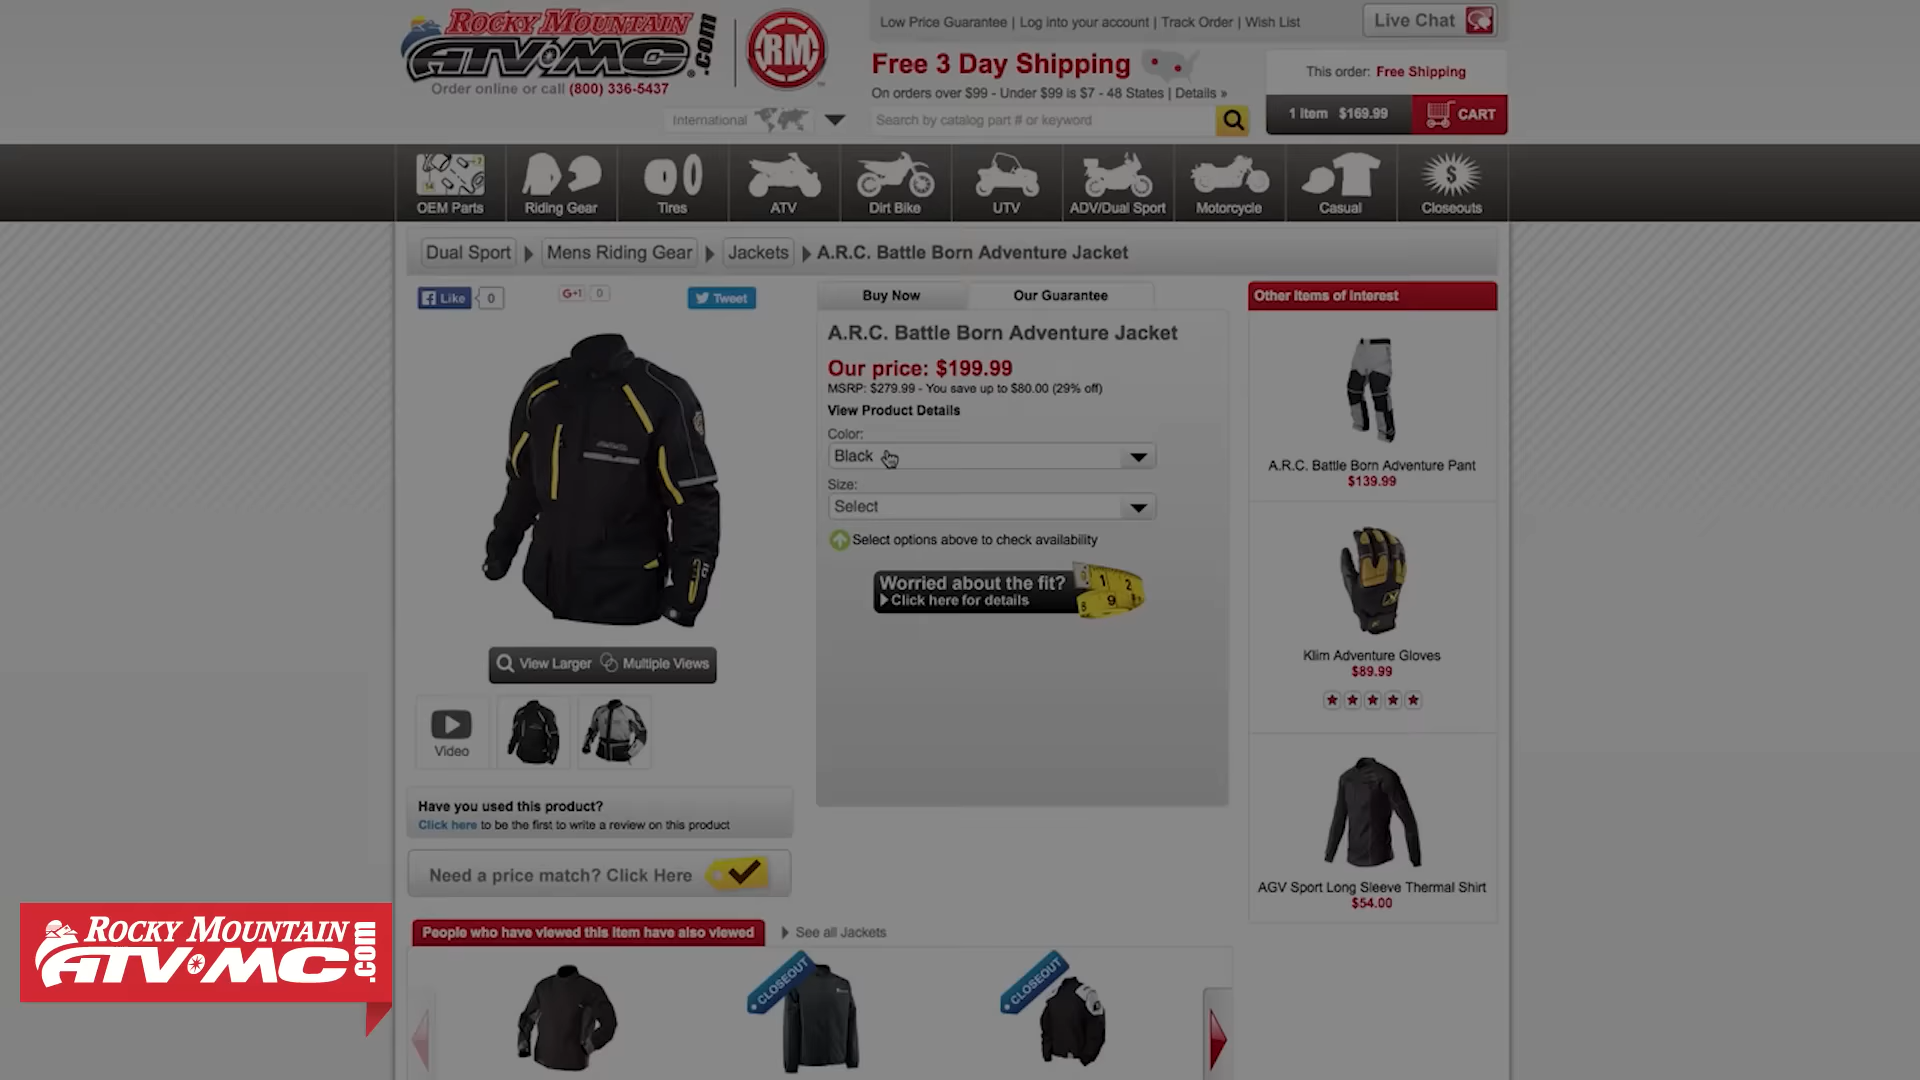 ROCKY MOUNTAIN
ATV·MC.com
Order online or call (800) 336-5437
RM
Low Price Guarantee | Log into your account | Track Order | Wish List
Live Chat
Free 3 Day Shipping
On orders over $99 - Under $99 is $7 - 48 States | Details »
This order: Free Shipping
1 Item $169.99 CART
International
Search by catalog part # or keyword
OEM Parts
Riding Gear
Tires
ATV
Dirt Bike
UTV
ADV/Dual Sport
Motorcycle
Casual
Closeouts
Dual Sport
Mens Riding Gear
Jackets
A.R.C. Battle Born Adventure Jacket
Like 0
G+1 0
Tweet
View Larger Multiple Views
Video
Have you used this product?
Click here to be the first to write a review on this product
Need a price match? Click Here
Buy Now
Our Guarantee
A.R.C. Battle Born Adventure Jacket
Our price: $199.99
MSRP: $279.99 - You save up to $80.00 (29% off)
View Product Details
Color:
Black
Size:
Select
Select options above to check availability
Worried about the fit?
Click here for details
Other Items of Interest
A.R.C. Battle Born Adventure Pant
$139.99
Klim Adventure Gloves
$89.99
AGV Sport Long Sleeve Thermal Shirt
$54.00
People who have viewed this item have also viewed
See all Jackets
CLOSEOUT
CLOSEOUT
ROCKY MOUNTAIN
ATV·MC.com